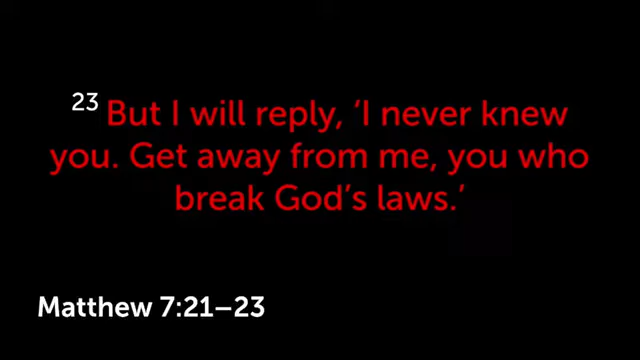 23 But I will reply, ‘I never knew
you. Get away from me, you who
break God’s laws.’
Matthew 7:21–23